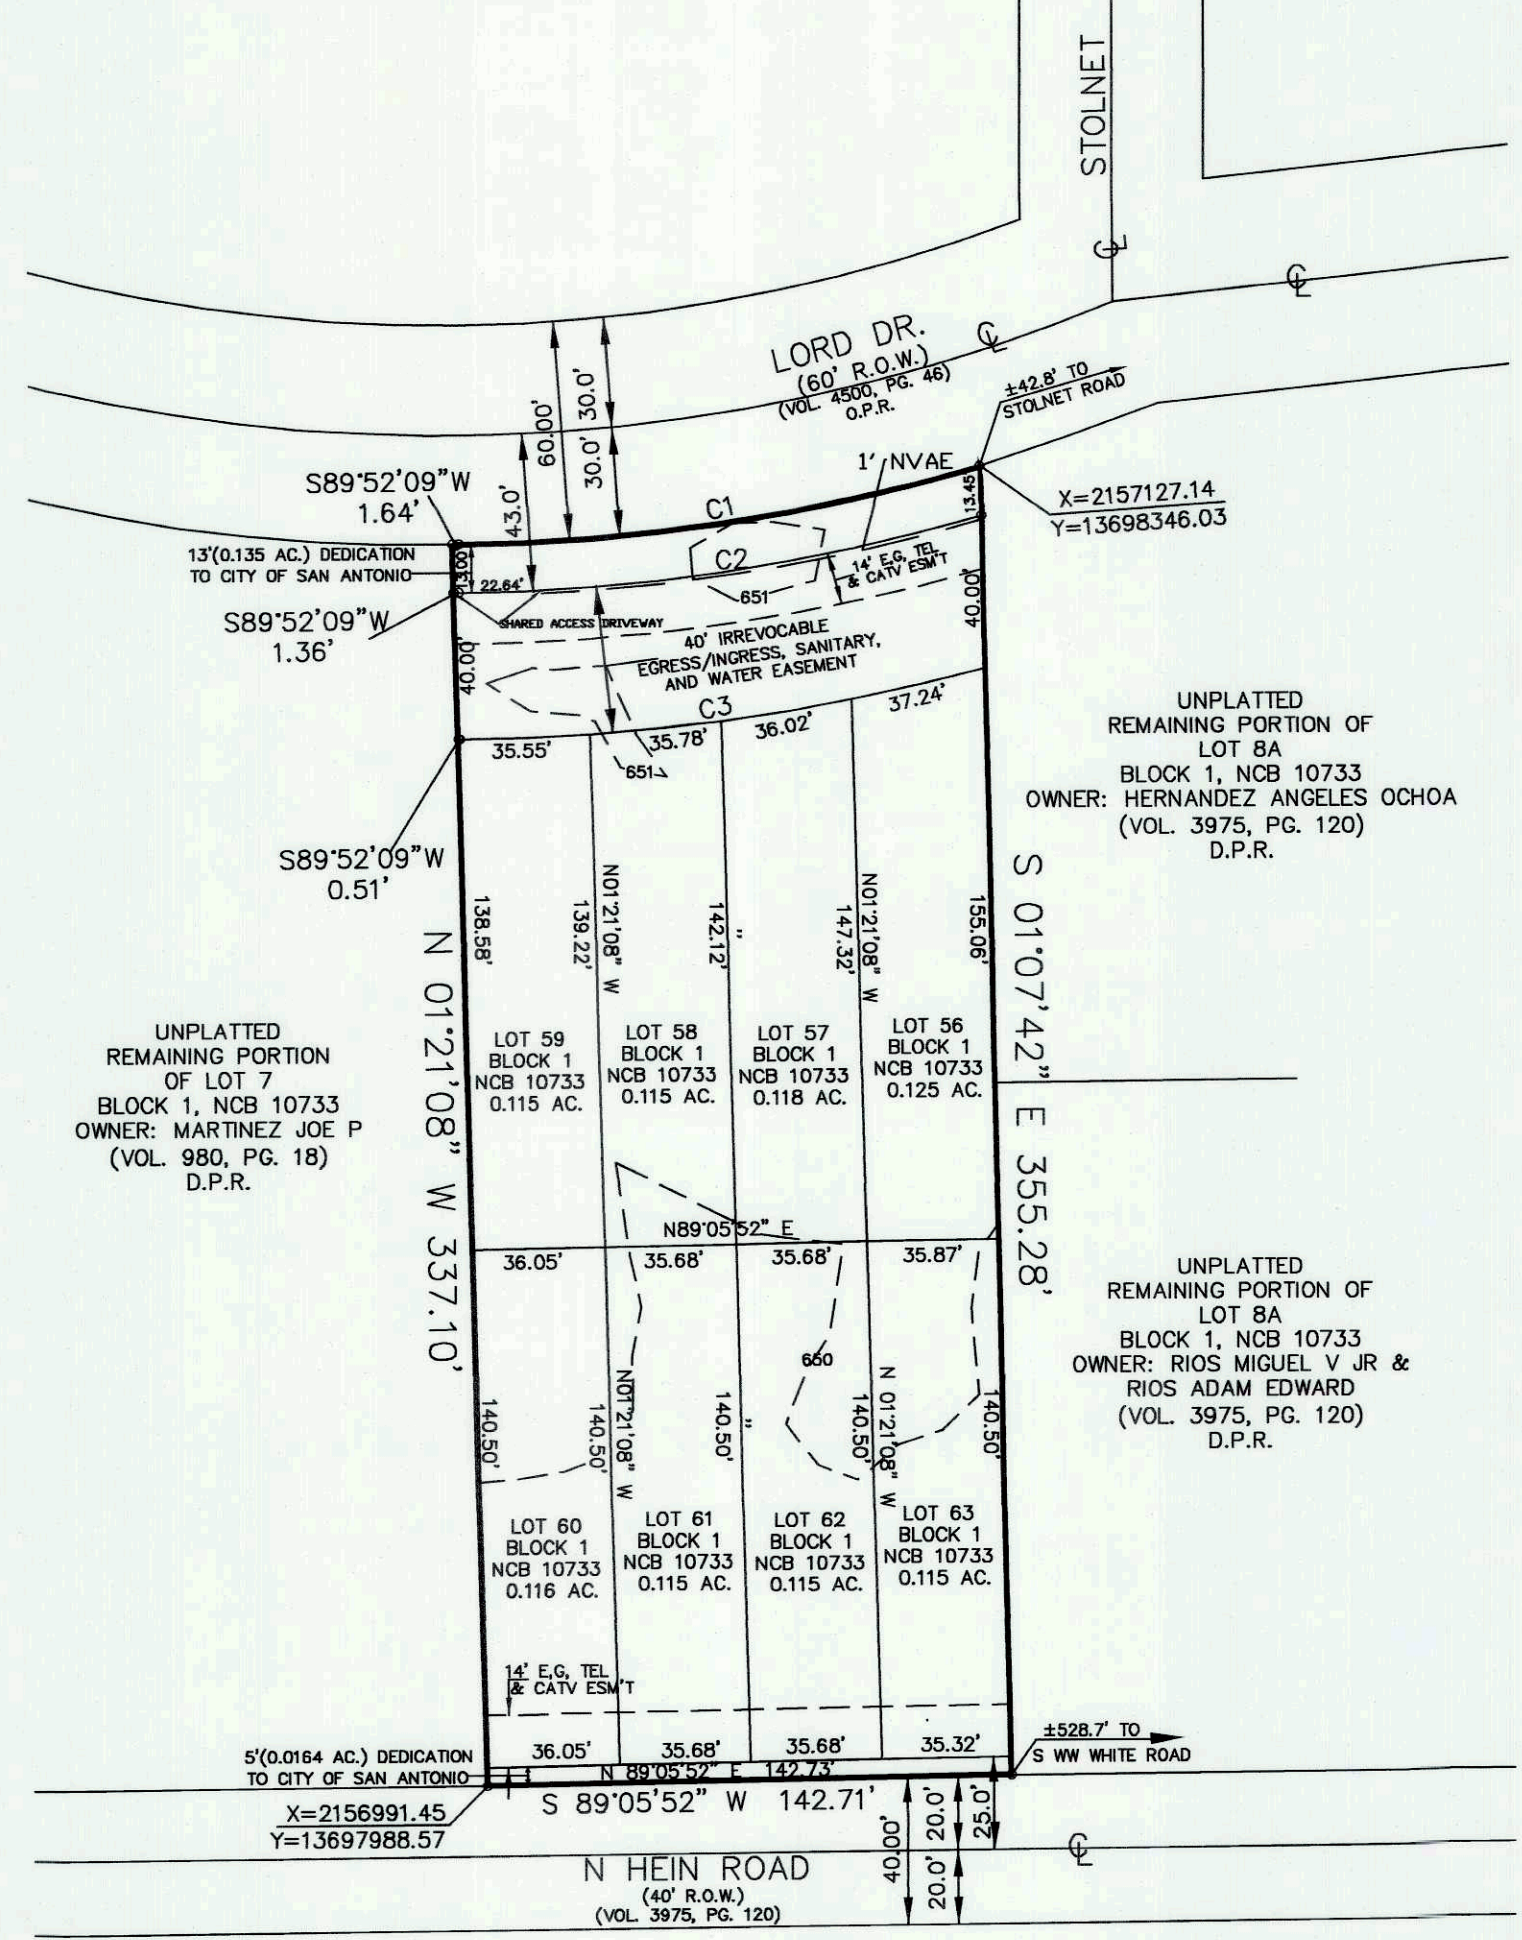 STOLNET
C/L
C/L
C/L
LORD DR.
(60' R.O.W.)
(VOL. 4500, PG. 46)
O.P.R.
±42.8' TO
STOLNET ROAD
60.00'
30.0'
30.0'
43.0'
1' NVAE
S89°52'09"W
1.64'
C1
13.45
X=2157127.14
Y=13698346.03
13'(0.135 AC.) DEDICATION
TO CITY OF SAN ANTONIO
13.00'
22.64'
C2
14' E,G, TEL
& CATV ESM'T
651
S89°52'09"W
1.36'
SHARED ACCESS DRIVEWAY
40' IRREVOCABLE
EGRESS/INGRESS, SANITARY,
AND WATER EASEMENT
40.00'
40.00'
C3
35.55'
35.78'
36.02'
37.24'
651
S89°52'09"W
0.51'
UNPLATTED
REMAINING PORTION OF
LOT 8A
BLOCK 1, NCB 10733
OWNER: HERNANDEZ ANGELES OCHOA
(VOL. 3975, PG. 120)
D.P.R.
138.58'
139.22'
N01°21'08" W
142.12'
"
147.32'
N01°21'08" W
155.06'
N 01°21'08" W 337.10'
S 01°07'42" E 355.28'
UNPLATTED
REMAINING PORTION
OF LOT 7
BLOCK 1, NCB 10733
OWNER: MARTINEZ JOE P
(VOL. 980, PG. 18)
D.P.R.
LOT 59
BLOCK 1
NCB 10733
0.115 AC.
LOT 58
BLOCK 1
NCB 10733
0.115 AC.
LOT 57
BLOCK 1
NCB 10733
0.118 AC.
LOT 56
BLOCK 1
NCB 10733
0.125 AC.
N89°05'52" E
36.05'
35.68'
35.68'
35.87'
UNPLATTED
REMAINING PORTION OF
LOT 8A
BLOCK 1, NCB 10733
OWNER: RIOS MIGUEL V JR &
RIOS ADAM EDWARD
(VOL. 3975, PG. 120)
D.P.R.
650
140.50'
140.50'
N01°21'08" W
140.50'
"
140.50'
N 01°21'08" W
140.50'
LOT 60
BLOCK 1
NCB 10733
0.116 AC.
LOT 61
BLOCK 1
NCB 10733
0.115 AC.
LOT 62
BLOCK 1
NCB 10733
0.115 AC.
LOT 63
BLOCK 1
NCB 10733
0.115 AC.
14' E,G, TEL
& CATV ESM'T
36.05'
35.68'
35.68'
35.32'
±528.7' TO
S WW WHITE ROAD
5'(0.0164 AC.) DEDICATION
TO CITY OF SAN ANTONIO
N 89°05'52" E 142.73'
S 89°05'52" W 142.71'
X=2156991.45
Y=13697988.57
40.00'
20.0'
25.0'
20.0'
C/L
N HEIN ROAD
(40' R.O.W.)
(VOL. 3975, PG. 120)